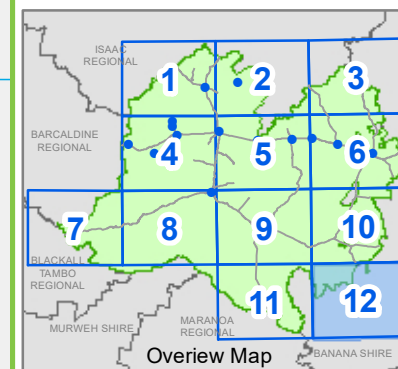 ISAAC
REGIONAL
1
2
3
BARCALDINE
REGIONAL
4
5
6
7
8
9
10
BLACKALL
TAMBO
REGIONAL
11
12
MURWEH SHIRE
MARANOA
REGIONAL
Overiew Map
BANANA SHIRE